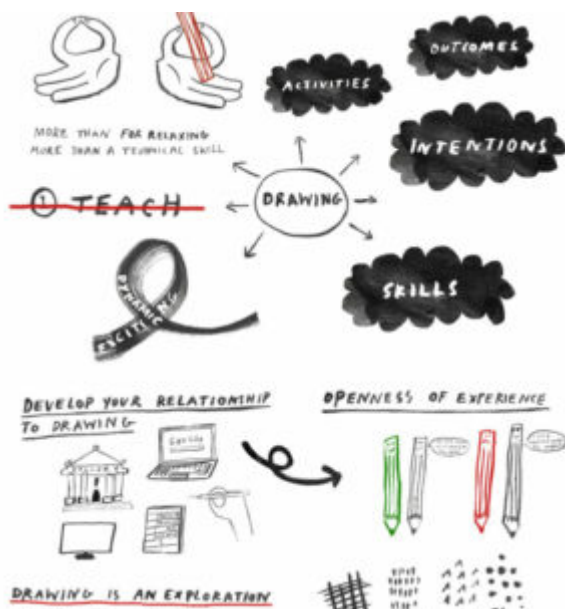 OUTCOMES
ACTIVITIES
MORE THAN FOR RELAXING
MORE THAN A TECHNICAL SKILL
INTENTIONS
① TEACH
DRAWING
DYNAMIC
EXCITING
SKILLS
DEVELOP YOUR RELATIONSHIP
TO DRAWING
OPENNESS OF EXPERIENCE
DRAWING IS AN EXPLORATION